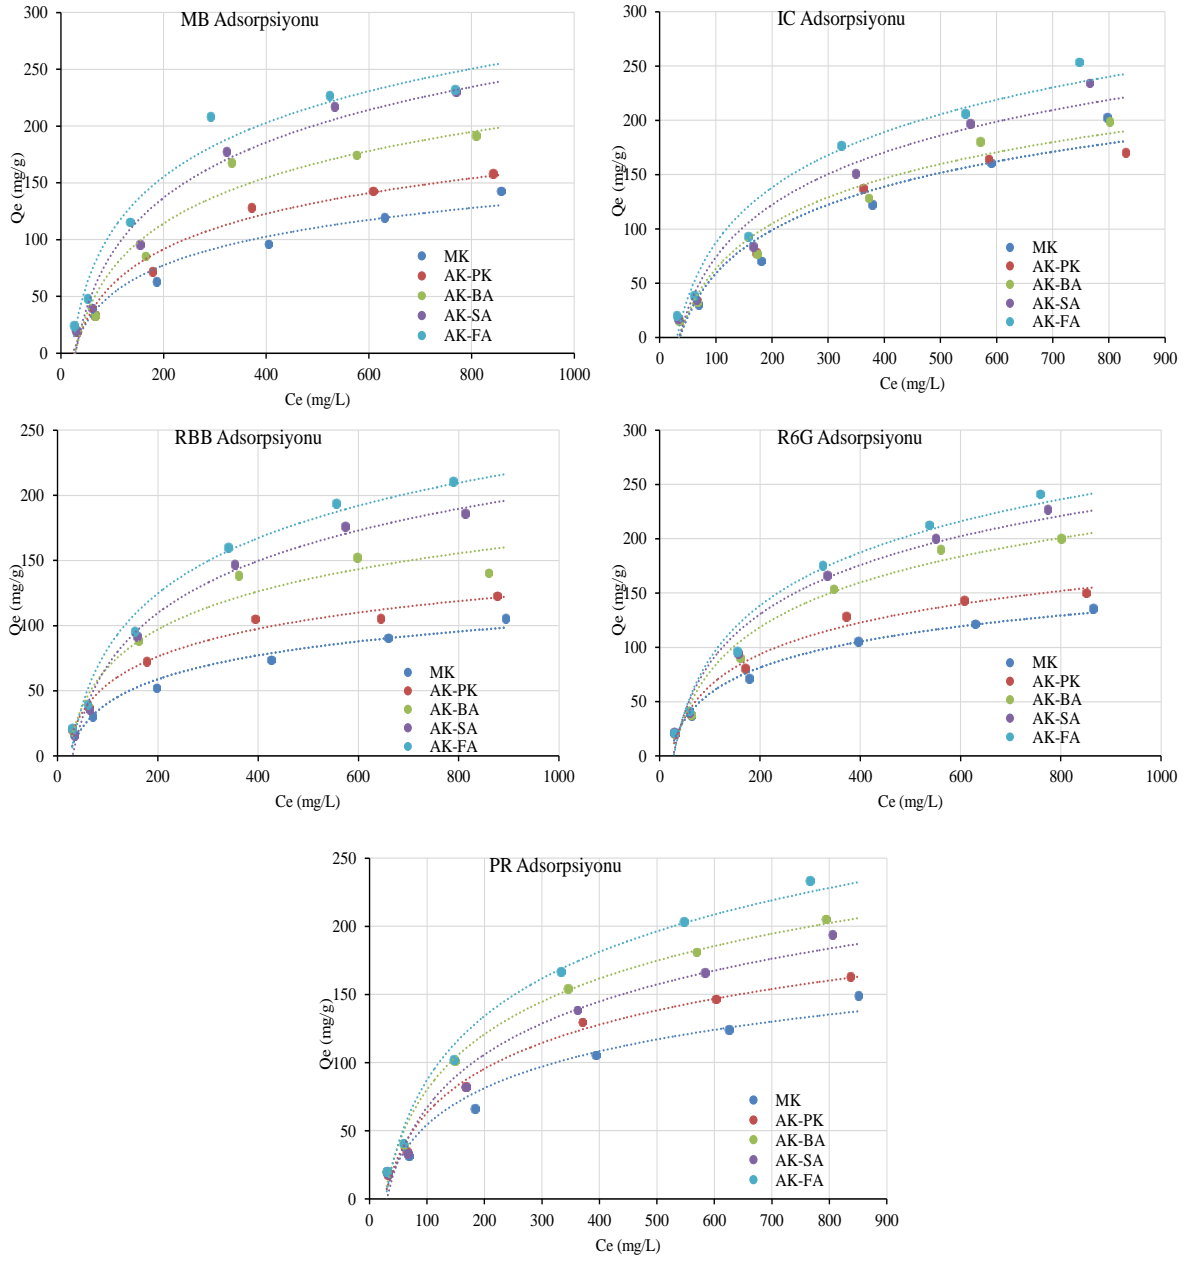 MB Adsorpsiyonu
300
250
200
150
100
50
0
0 200 400 600 800 1000
Qe (mg/g)
Ce (mg/L)
MK
AK-PK
AK-BA
AK-SA
AK-FA
IC Adsorpsiyonu
300
250
200
150
100
50
0
0 100 200 300 400 500 600 700 800 900
Qe (mg/g)
Ce (mg/L)
MK
AK-PK
AK-BA
AK-SA
AK-FA
RBB Adsorpsiyonu
250
200
150
100
50
0
0 200 400 600 800 1000
Qe (mg/g)
Ce (mg/L)
MK
AK-PK
AK-BA
AK-SA
AK-FA
R6G Adsorpsiyonu
300
250
200
150
100
50
0
0 200 400 600 800 1000
Qe (mg/g)
Ce (mg/L)
MK
AK-PK
AK-BA
AK-SA
AK-FA
PR Adsorpsiyonu
250
200
150
100
50
0
0 100 200 300 400 500 600 700 800 900
Qe (mg/g)
Ce (mg/L)
MK
AK-PK
AK-BA
AK-SA
AK-FA